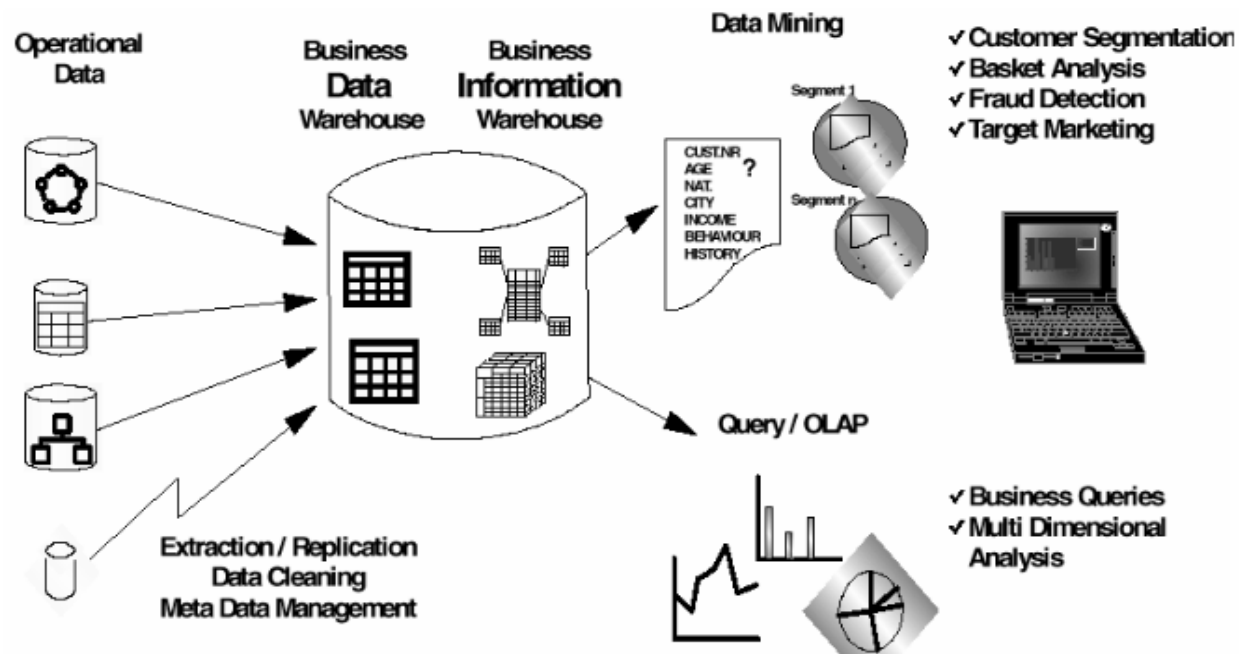 Operational
Data
Business
Data
Warehouse
Business
Information
Warehouse
Data Mining
Segment 1
Segment n
CUST.NR
AGE ?
NAT.
CITY
INCOME
BEHAVIOUR
HISTORY
✓ Customer Segmentation
✓ Basket Analysis
✓ Fraud Detection
✓ Target Marketing
Query / OLAP
✓ Business Queries
✓ Multi Dimensional
Analysis
Extraction / Replication
Data Cleaning
Meta Data Management